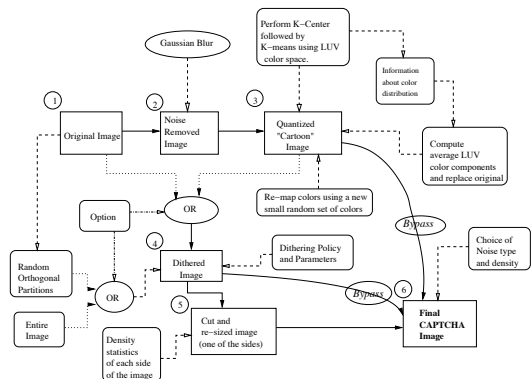 Gaussian Blur
Perform K-Center
followed by
K-means using LUV
color space.
Information
about color
distribution
1
2
3
Original Image
Noise
Removed
Image
Quantized
"Cartoon"
Image
Compute
average LUV
color components
and replace original
Re-map colors using a new
small random set of colors
Option
OR
Bypass
Choice of
Noise type
and density
4
Dithered
Image
Dithering Policy
and Parameters
Random
Orthogonal
Partitions
OR
Bypass
6
5
Entire
Image
Cut and
re-sized image
(one of the sides)
Final
CAPTCHA
Image
Density
statistics
of each side
of the image